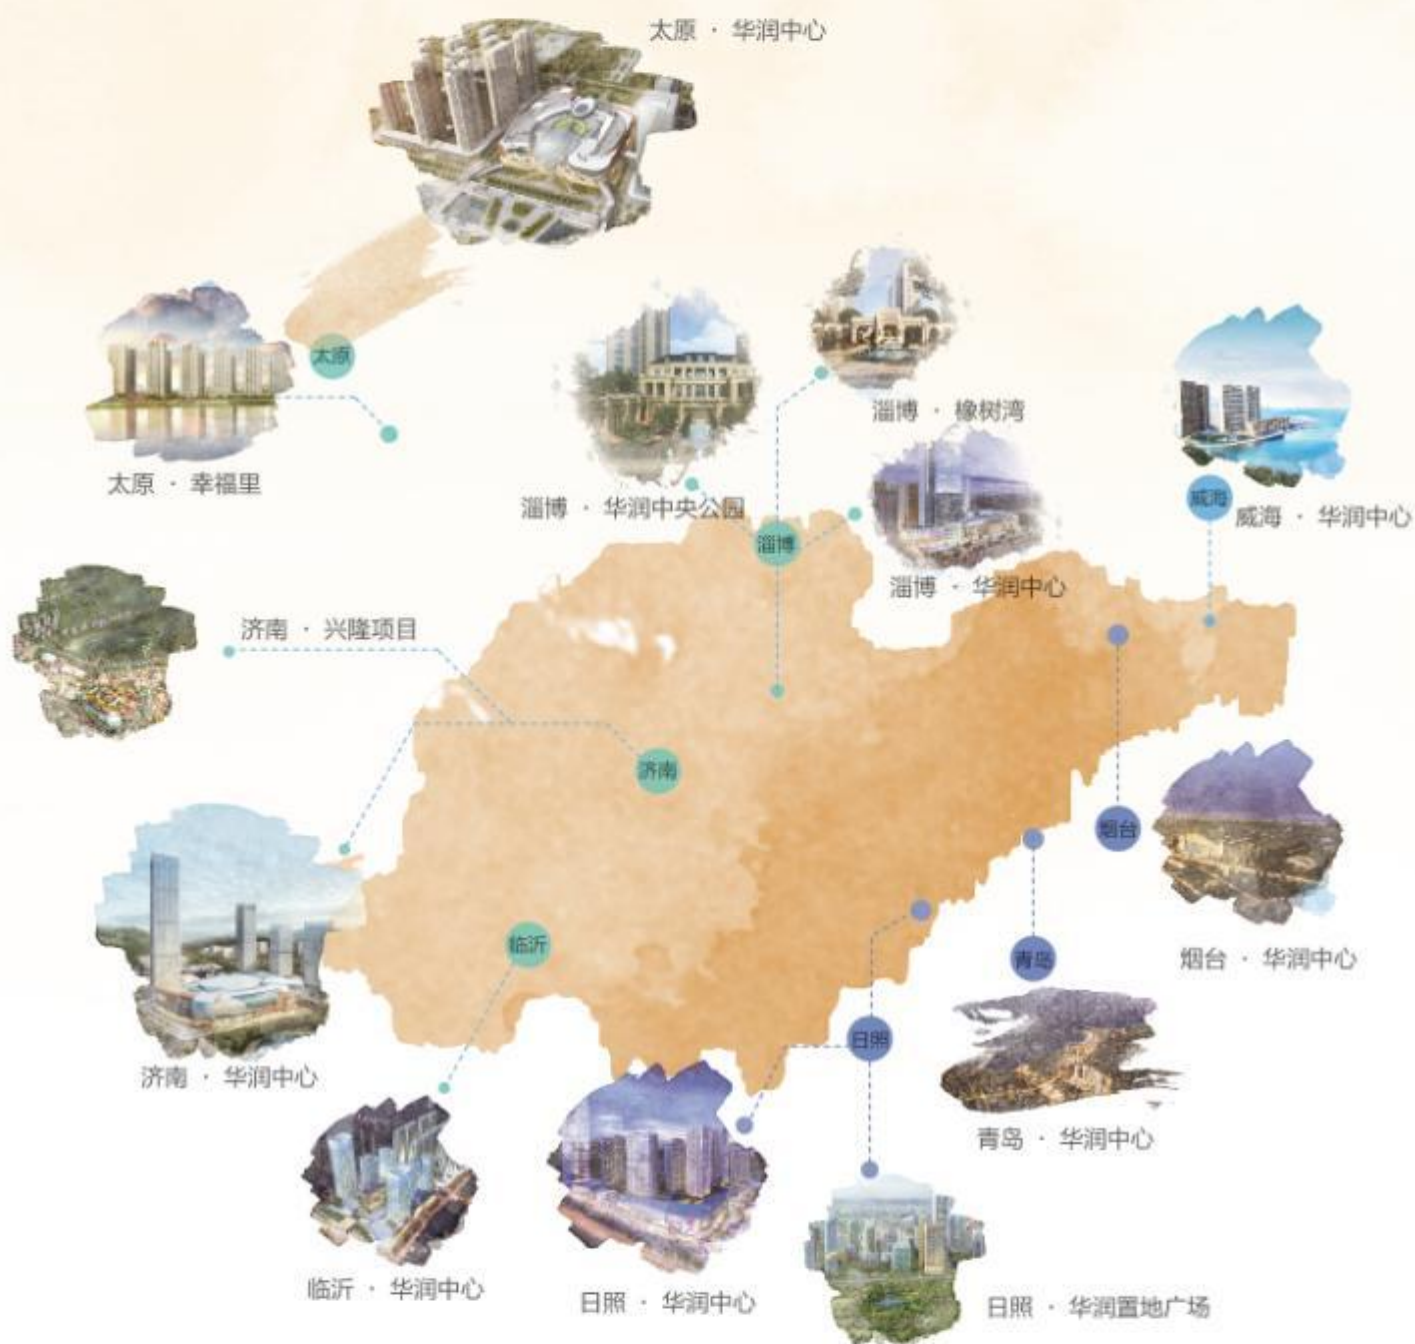 太原 · 华润中心
太原
太原 · 幸福里
淄博 · 橡树湾
淄博 · 华润中央公园
威海
威海 · 华润中心
淄博
淄博 · 华润中心
济南 · 兴隆项目
济南
烟台
临沂
青岛
烟台 · 华润中心
日照
济南 · 华润中心
青岛 · 华润中心
临沂 · 华润中心
日照 · 华润中心
日照 · 华润置地广场